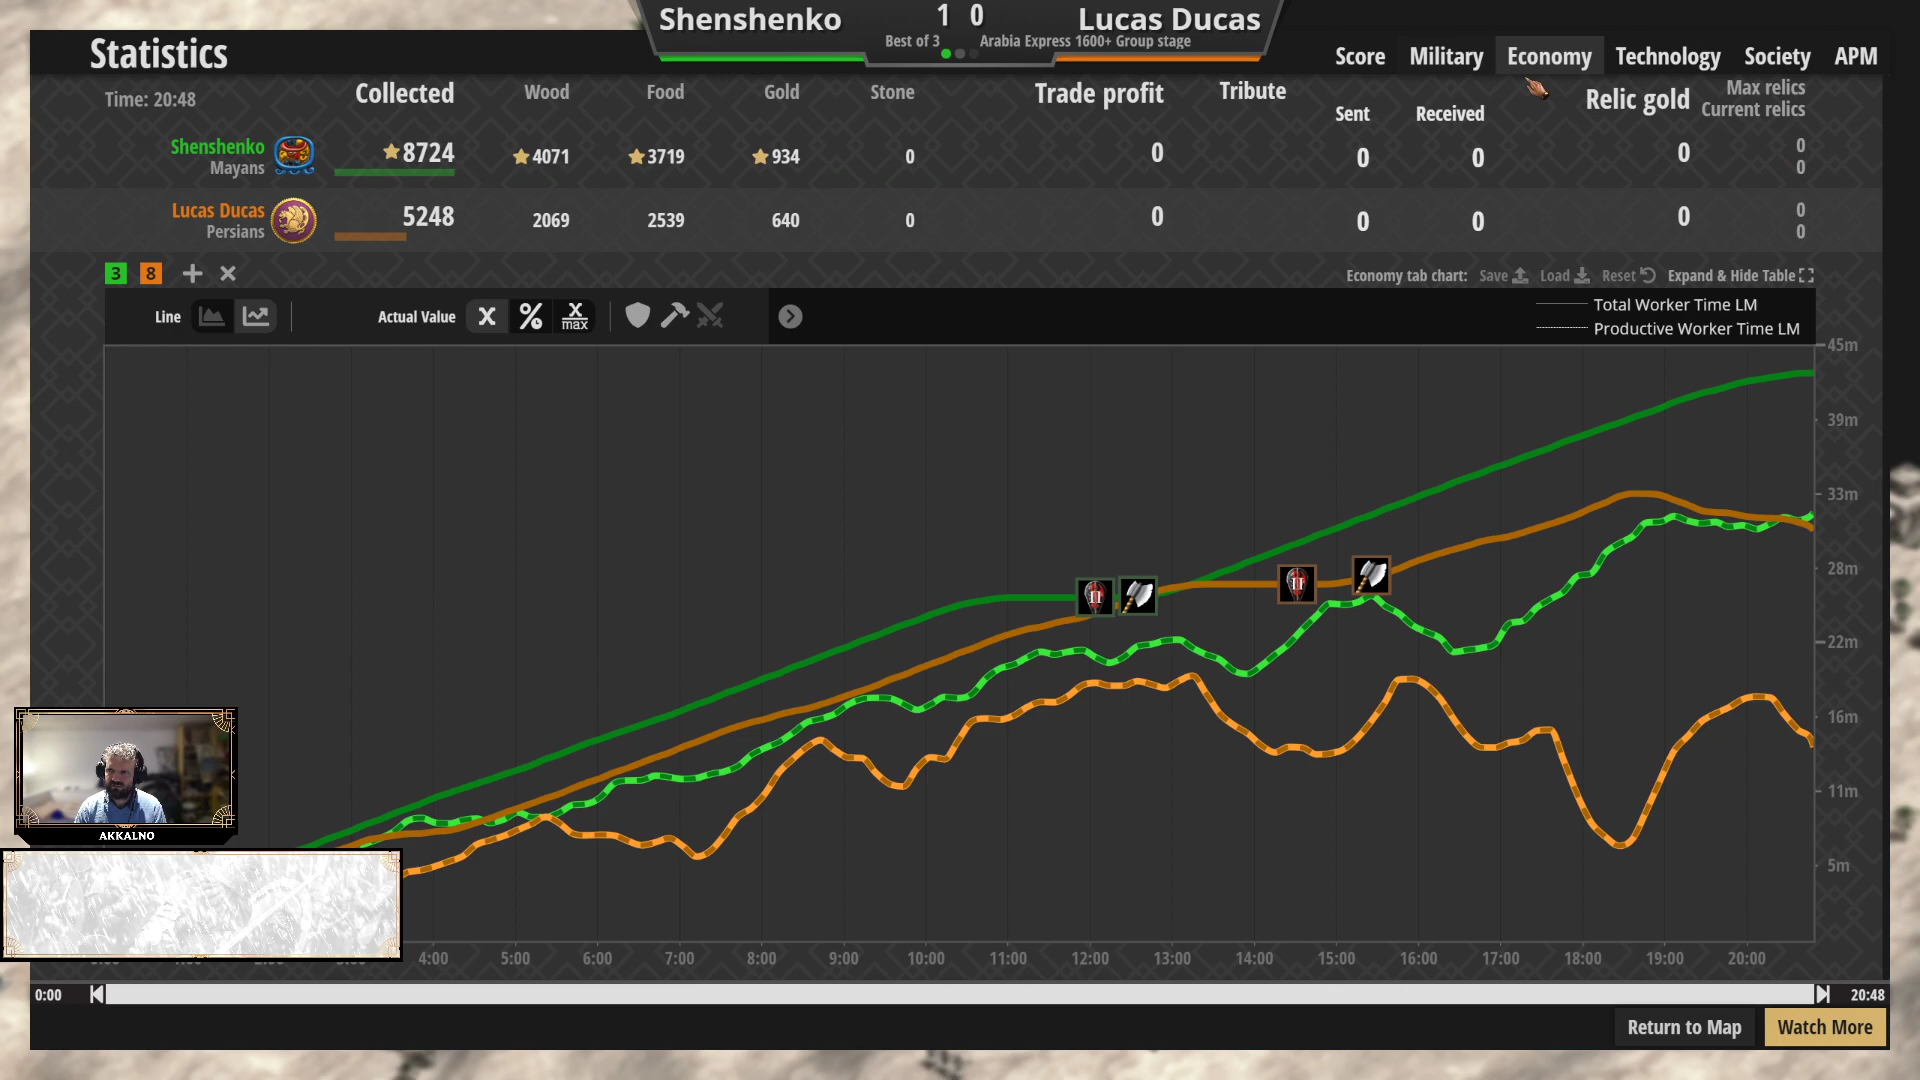 Shenshenko 1 0 Lucas Ducas
Best of 3 Arabia Express 1600+ Group stage
Statistics
Score Military Economy Technology Society APM
Time: 20:48 Collected Wood Food Gold Stone Trade profit Tribute Sent Received Relic gold Max relics
Current relics
Shenshenko 8724 4071 3719 934 0 0 0 0 0 0
Mayans 0
Lucas Ducas 5248 2069 2539 640 0 0 0 0 0 0
Persians 0
3 8 Economy tab chart: Save Load Reset Expand & Hide Table
Line Actual Value X % X max
Total Worker Time LM
Productive Worker Time LM
45m
39m
33m
28m
22m
16m
11m
5m
II
II
AKKALNO
4:00 5:00 6:00 7:00 8:00 9:00 10:00 11:00 12:00 13:00 14:00 15:00 16:00 17:00 18:00 19:00 20:00
0:00 20:48
Return to Map Watch More